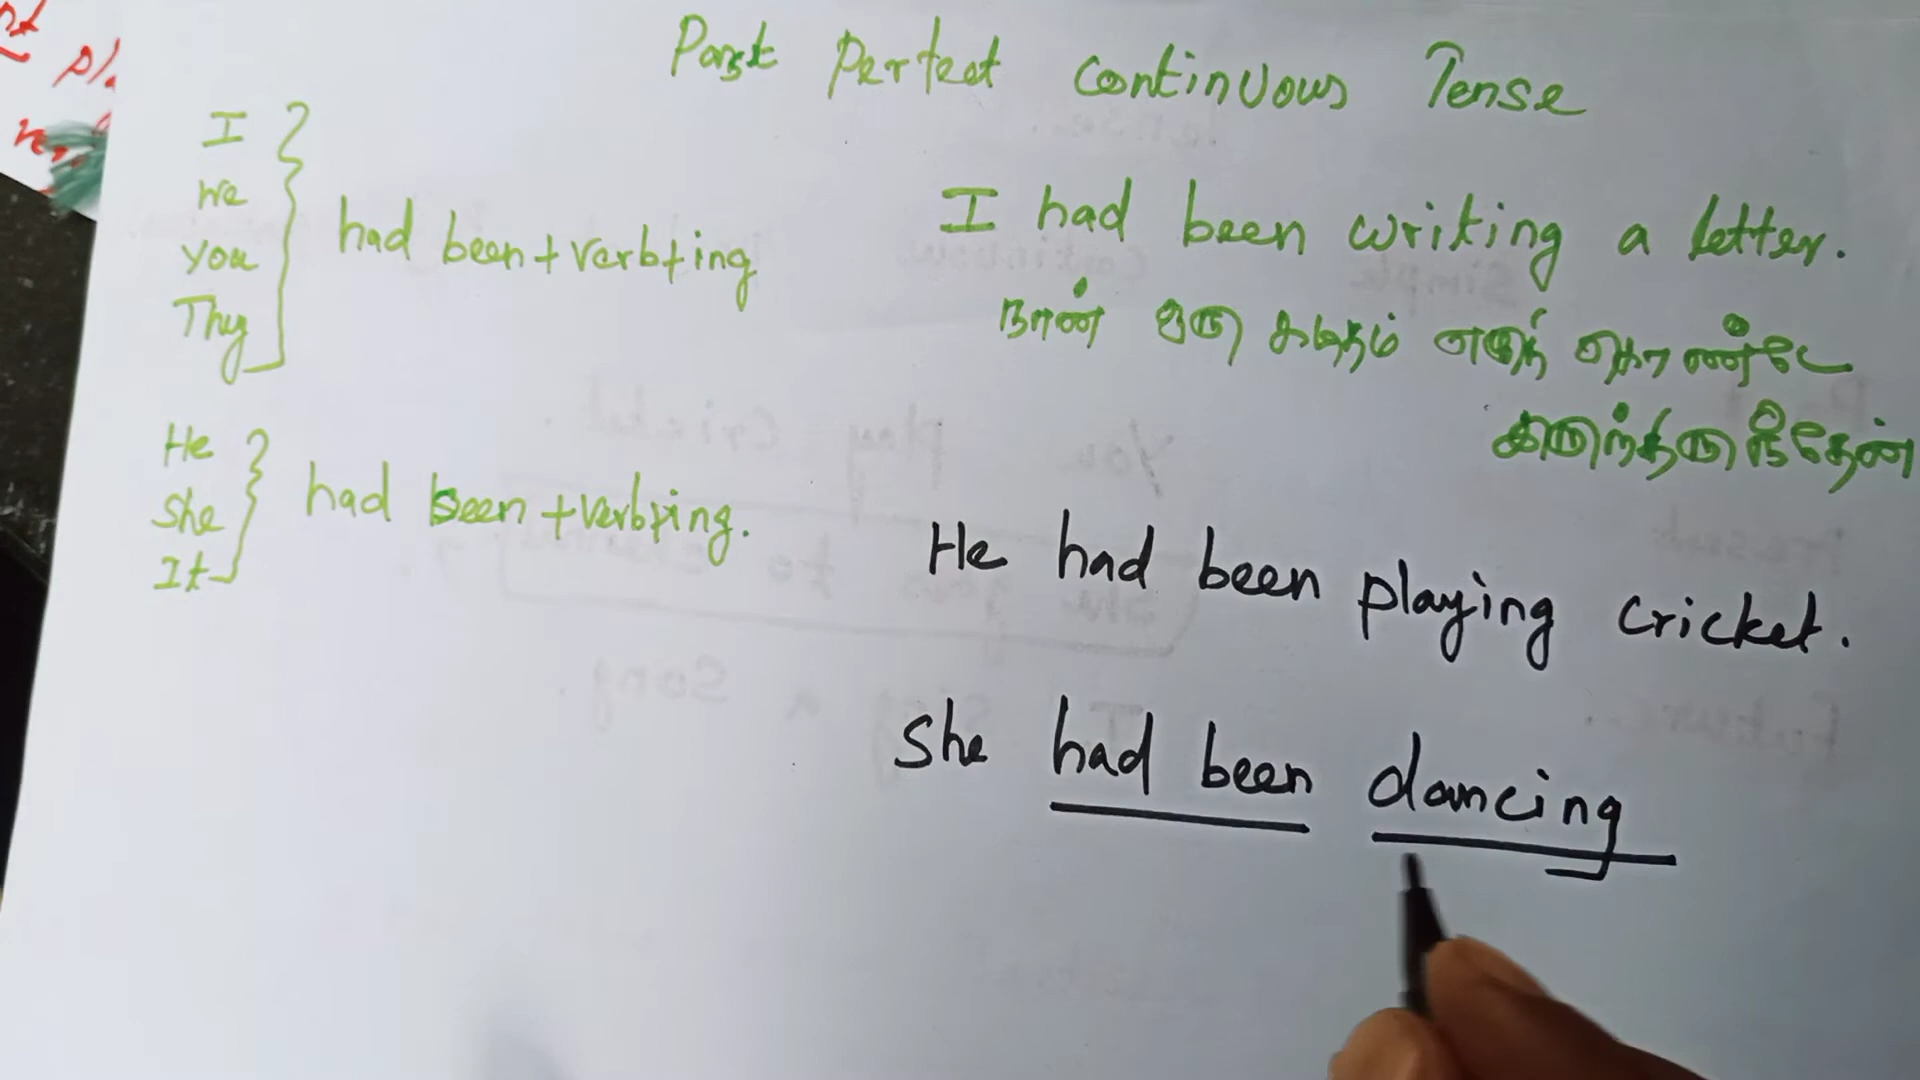 Past Perfect continuous Tense
I
we
you
They
had been+verb+ing
He
She
It
had been+verb+ing.
I had been writing a letter.
நான் ஒரு கடிதம் எழுதி கொண்டே
இருந்திருந்தேன்
He had been playing cricket.
She had been dancing